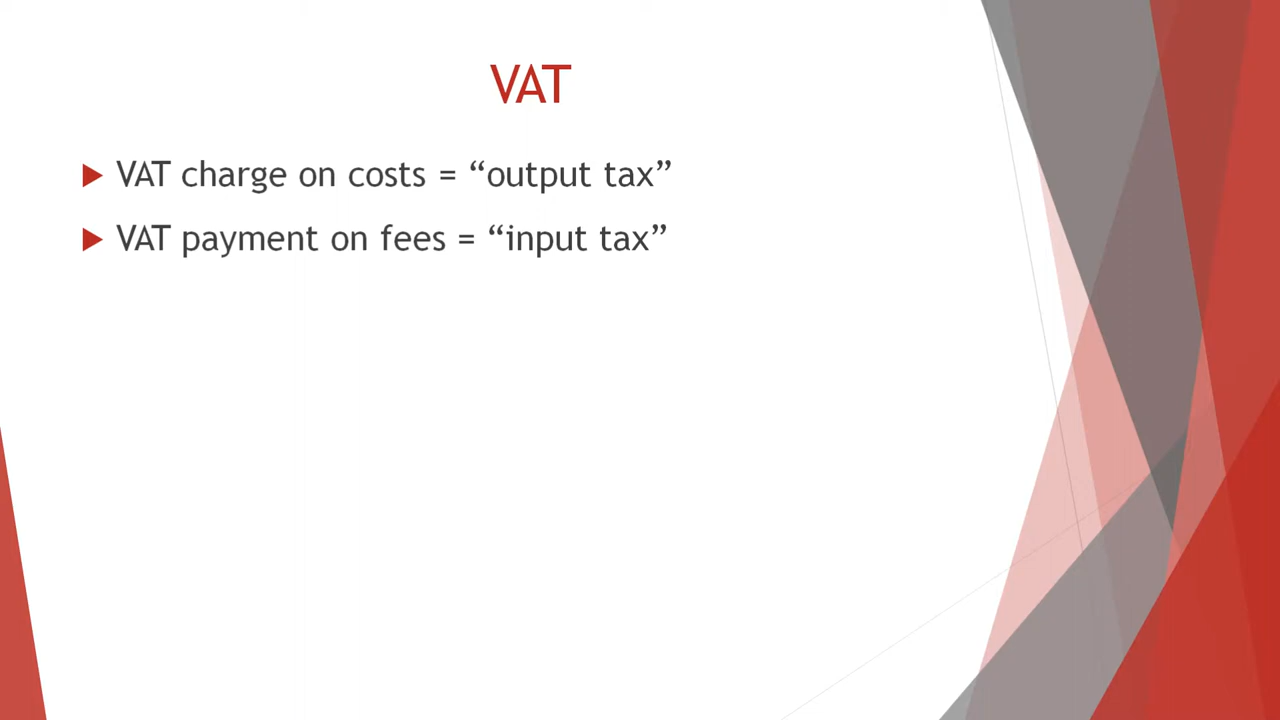 VAT
VAT charge on costs = “output tax”
VAT payment on fees = “input tax”